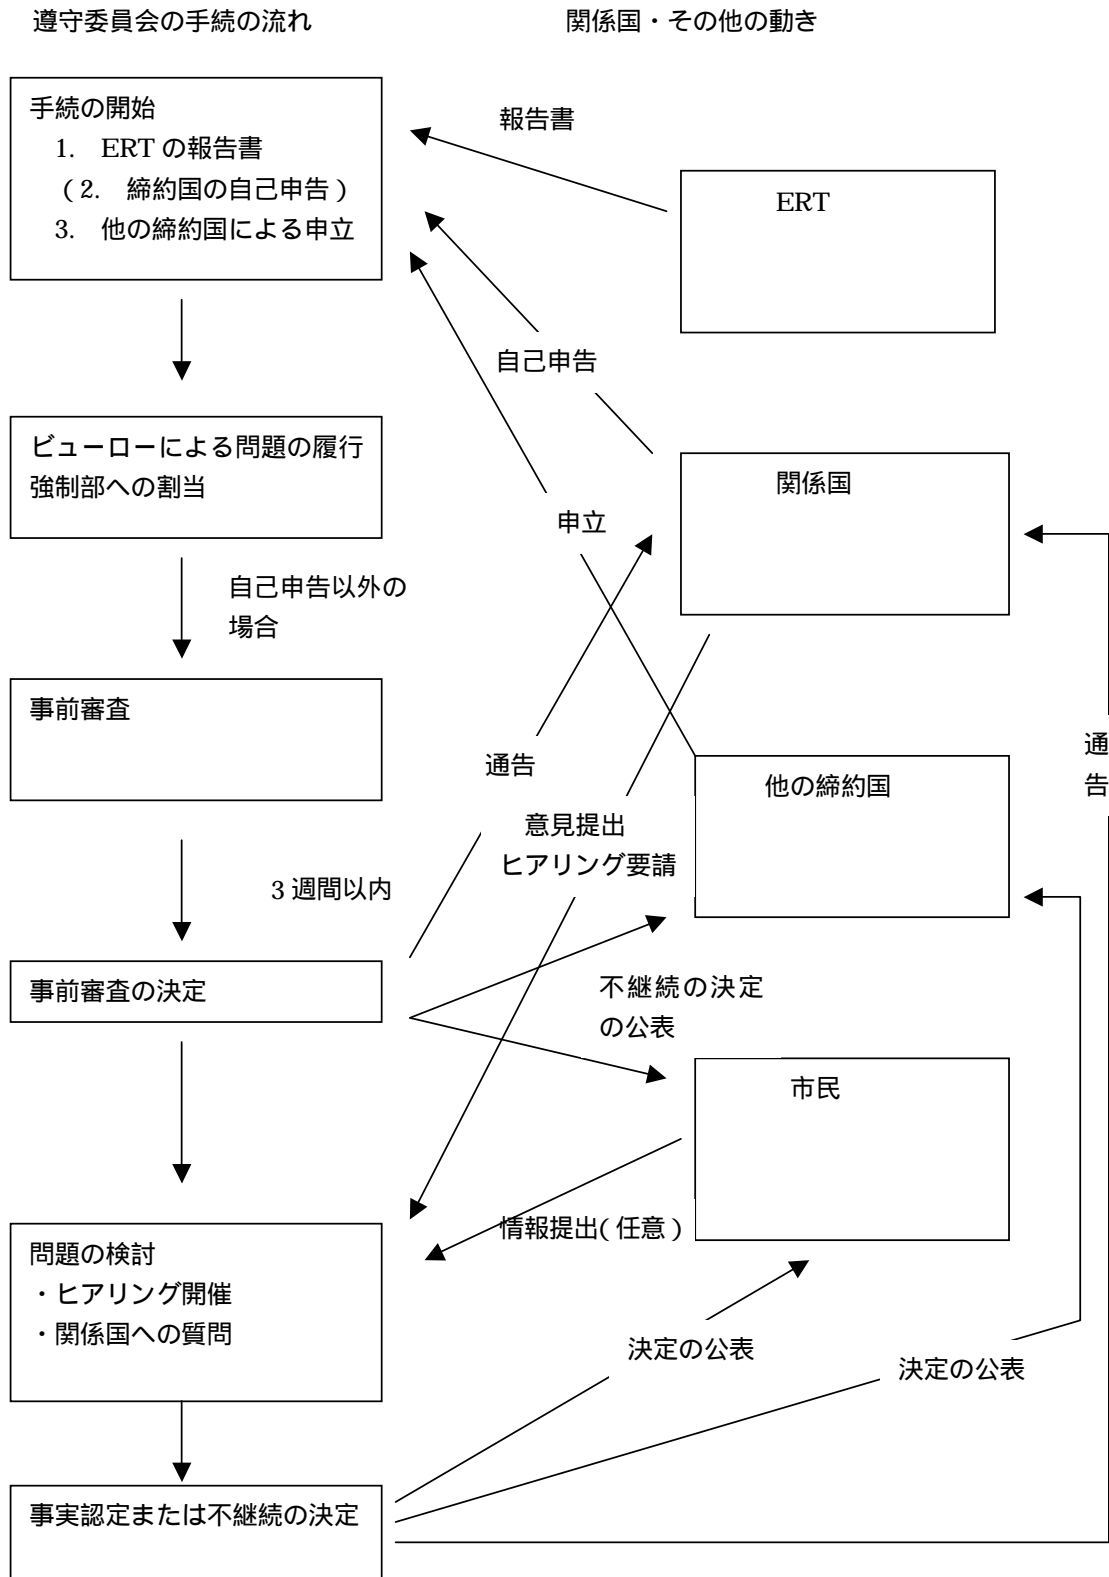 遵守委員会の手続の流れ
関係国・その他の動き
手続の開始
1. ERTの報告書
（2. 締約国の自己申告）
3. 他の締約国による申立
報告書
ERT
自己申告
ビューローによる問題の履行
強制部への割当
関係国
申立
自己申告以外の
場合
事前審査
通告
他の締約国
通
告
意見提出
ヒアリング要請
3週間以内
事前審査の決定
不継続の決定
の公表
市民
情報提出(任意)
問題の検討
・ヒアリング開催
・関係国への質問
決定の公表
決定の公表
事実認定または不継続の決定